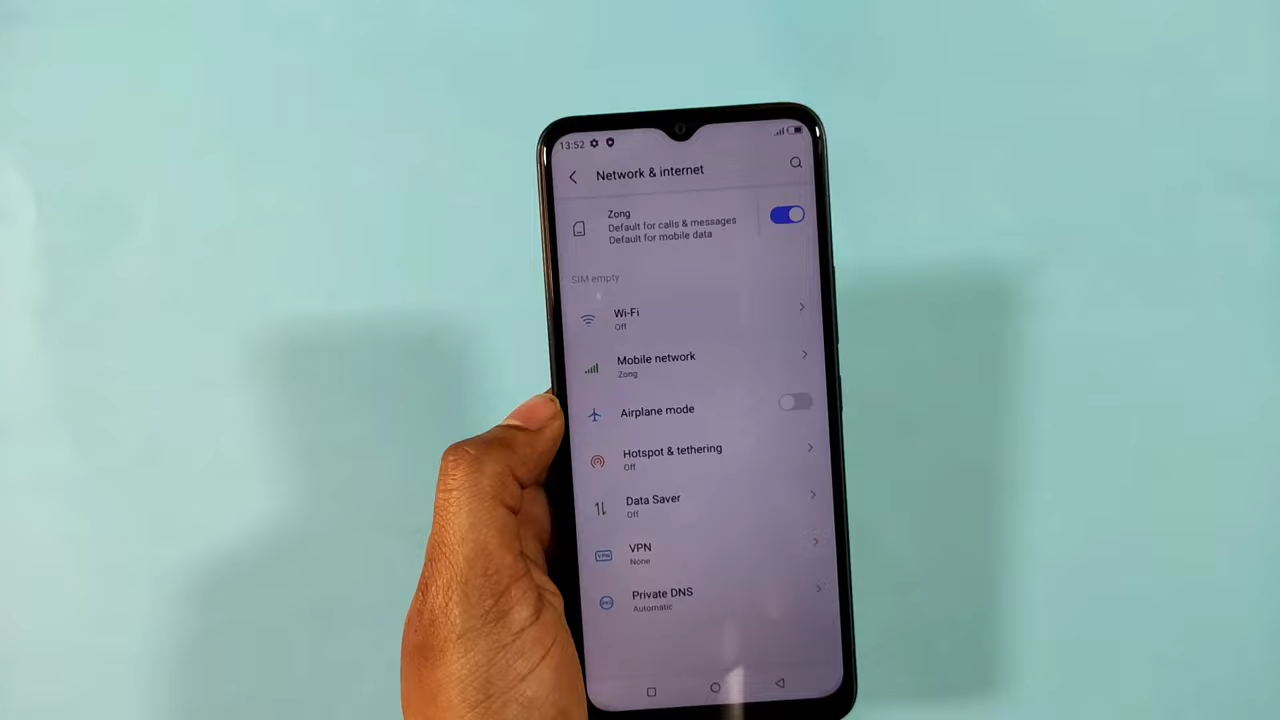 13:52
Network & internet
Zong
Default for calls & messages
Default for mobile data
SIM empty
Wi-Fi
Off
Mobile network
Zong
Airplane mode
Hotspot & tethering
Off
Data Saver
Off
VPN
VPN
None
Private DNS
Automatic